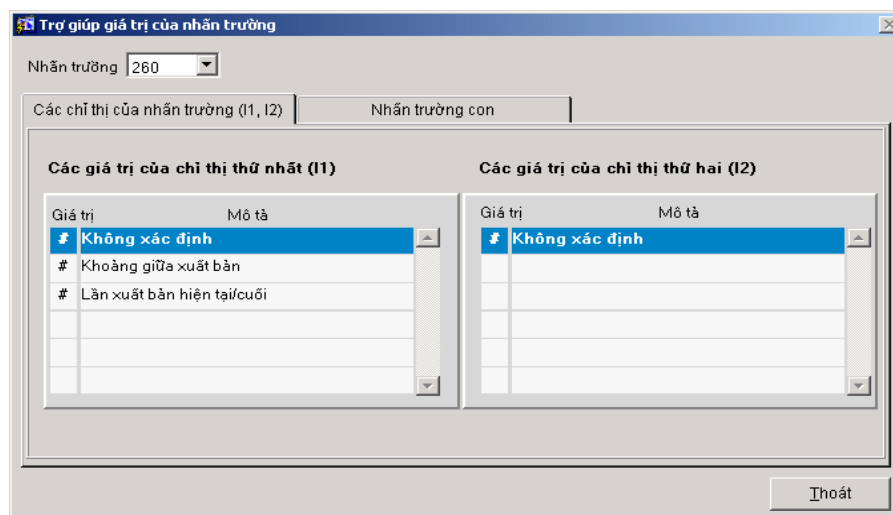 Trợ giúp giá trị của nhãn trường
Nhãn trường 260
Các chỉ thị của nhãn trường (I1, I2) Nhãn trường con
Các giá trị của chỉ thị thứ nhất (I1)
Giá trị Mô tả
# Không xác định
# Khoảng giữa xuất bản
# Lần xuất bản hiện tại/cuối
Các giá trị của chỉ thị thứ hai (I2)
Giá trị Mô tả
# Không xác định
Thoát